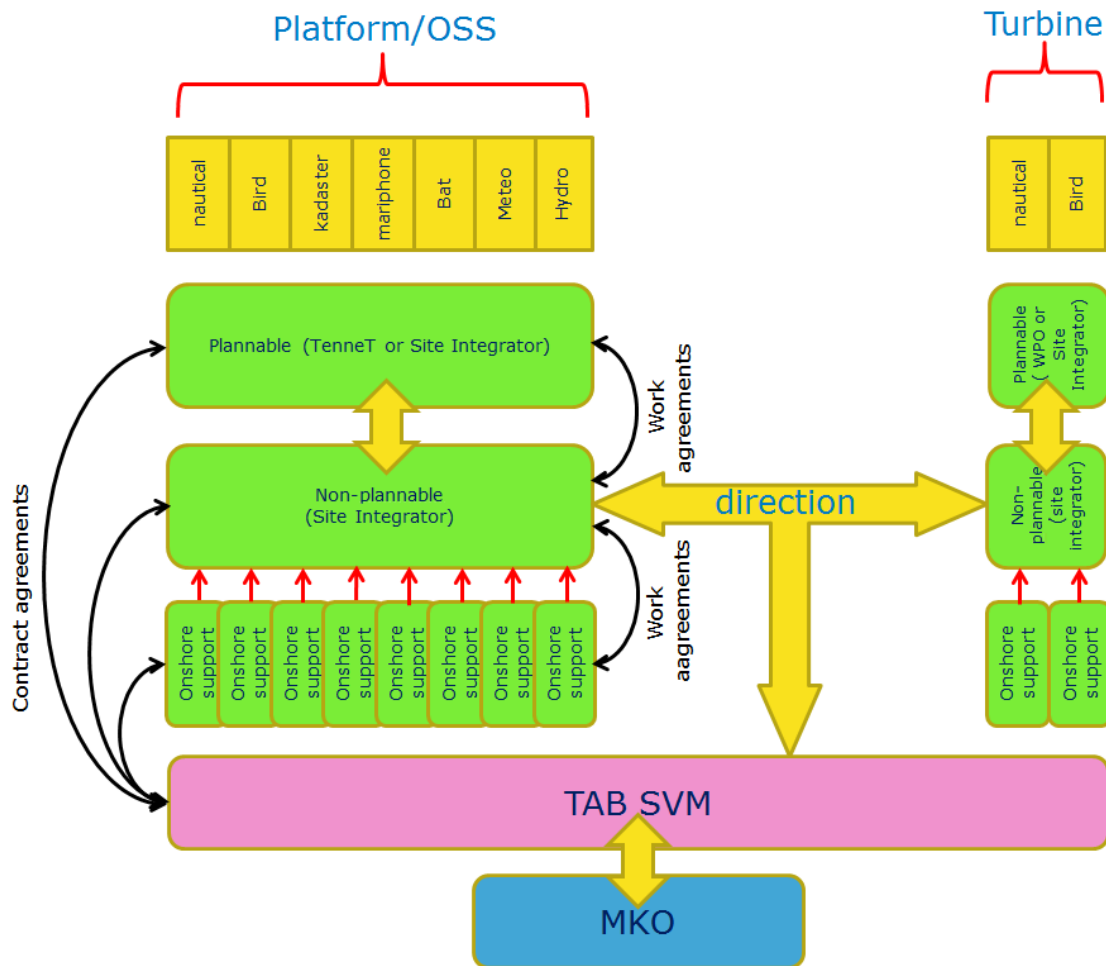 Platform/OSS
Turbine
nautical
Bird
kadaster
mariphone
Bat
Meteo
Hydro
nautical
Bird
Plannable (TenneT or Site Integrator)
Plannable
( WPO or
Site
Integrator)
Work
agreements
Non-plannable
(Site Integrator)
direction
Non-
plannable
(site
integrator)
Contract agreements
Work
aagreements
Onshore
support
Onshore
support
Onshore
support
Onshore
support
Onshore
support
Onshore
support
Onshore
support
Onshore
support
Onshore
support
Onshore
support
TAB SVM
MKO